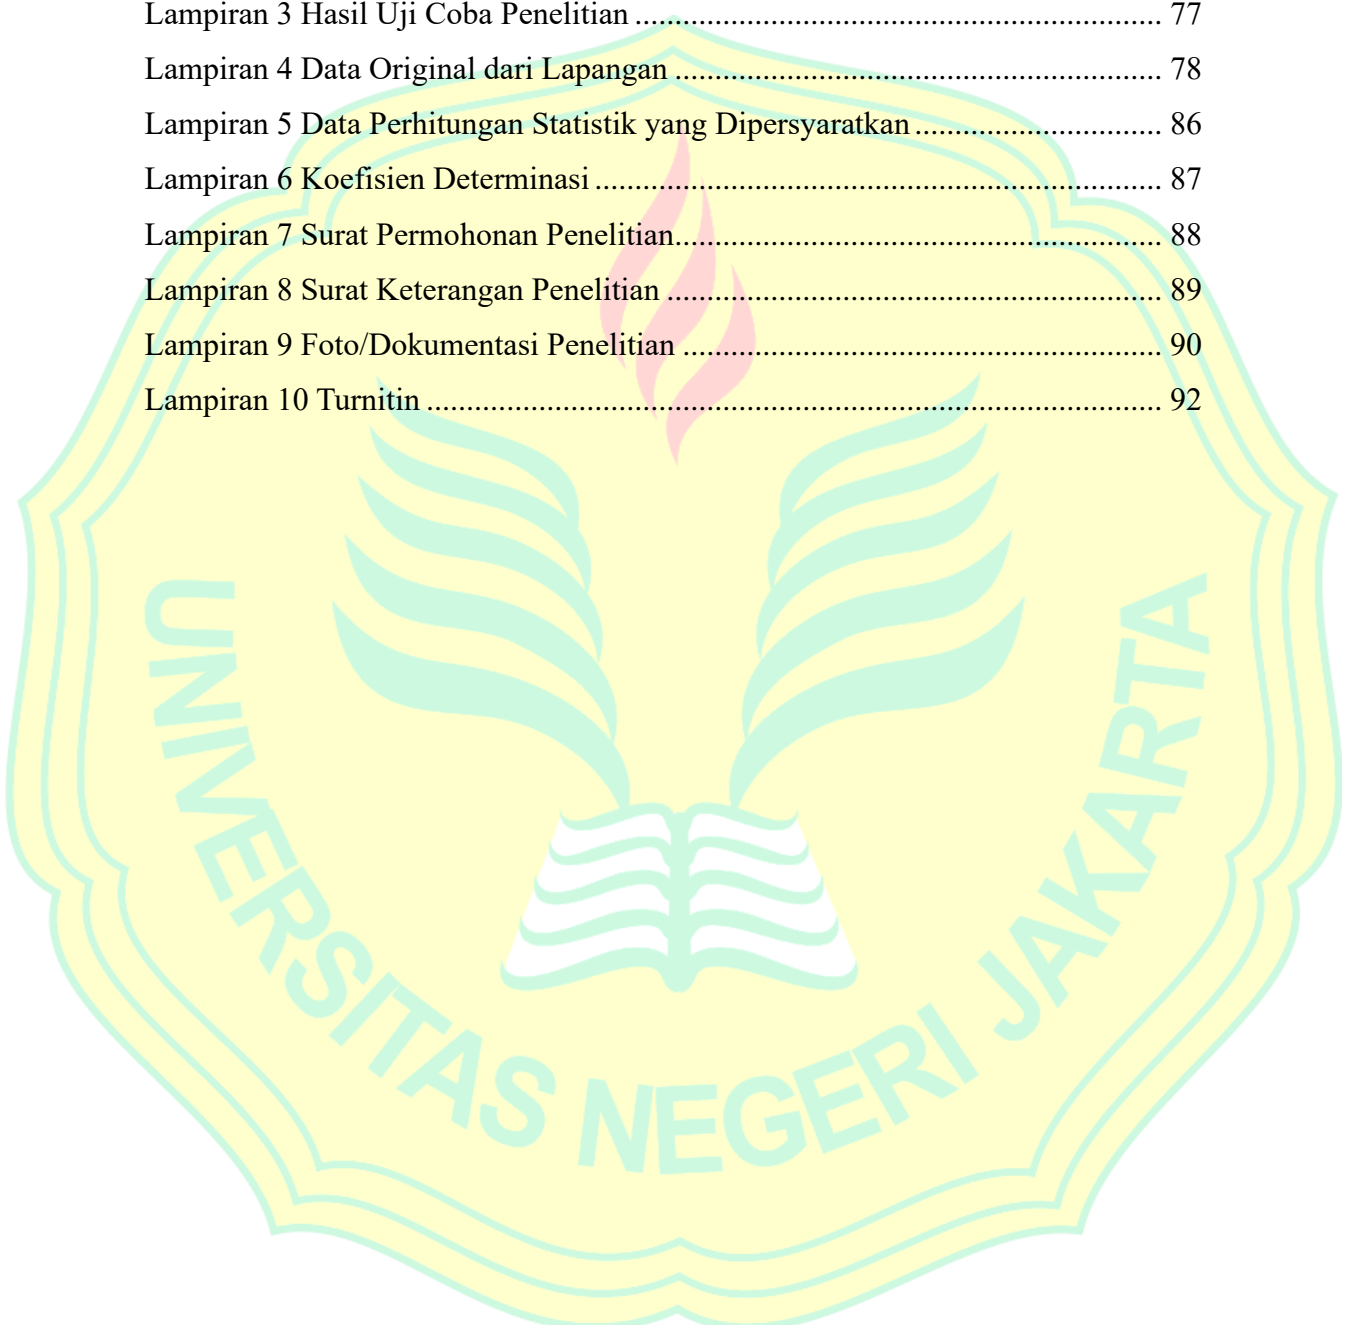 Lampiran 3 Hasil Uji Coba Penelitian .................................................................. 77
Lampiran 4 Data Original dari Lapangan ............................................................. 78
Lampiran 5 Data Perhitungan Statistik yang Dipersyaratkan ............................... 86
Lampiran 6 Koefisien Determinasi ....................................................................... 87
Lampiran 7 Surat Permohonan Penelitian............................................................. 88
Lampiran 8 Surat Keterangan Penelitian .............................................................. 89
Lampiran 9 Foto/Dokumentasi Penelitian ............................................................ 90
Lampiran 10 Turnitin ............................................................................................ 92
UNIVERSITAS NEGERI JAKARTA